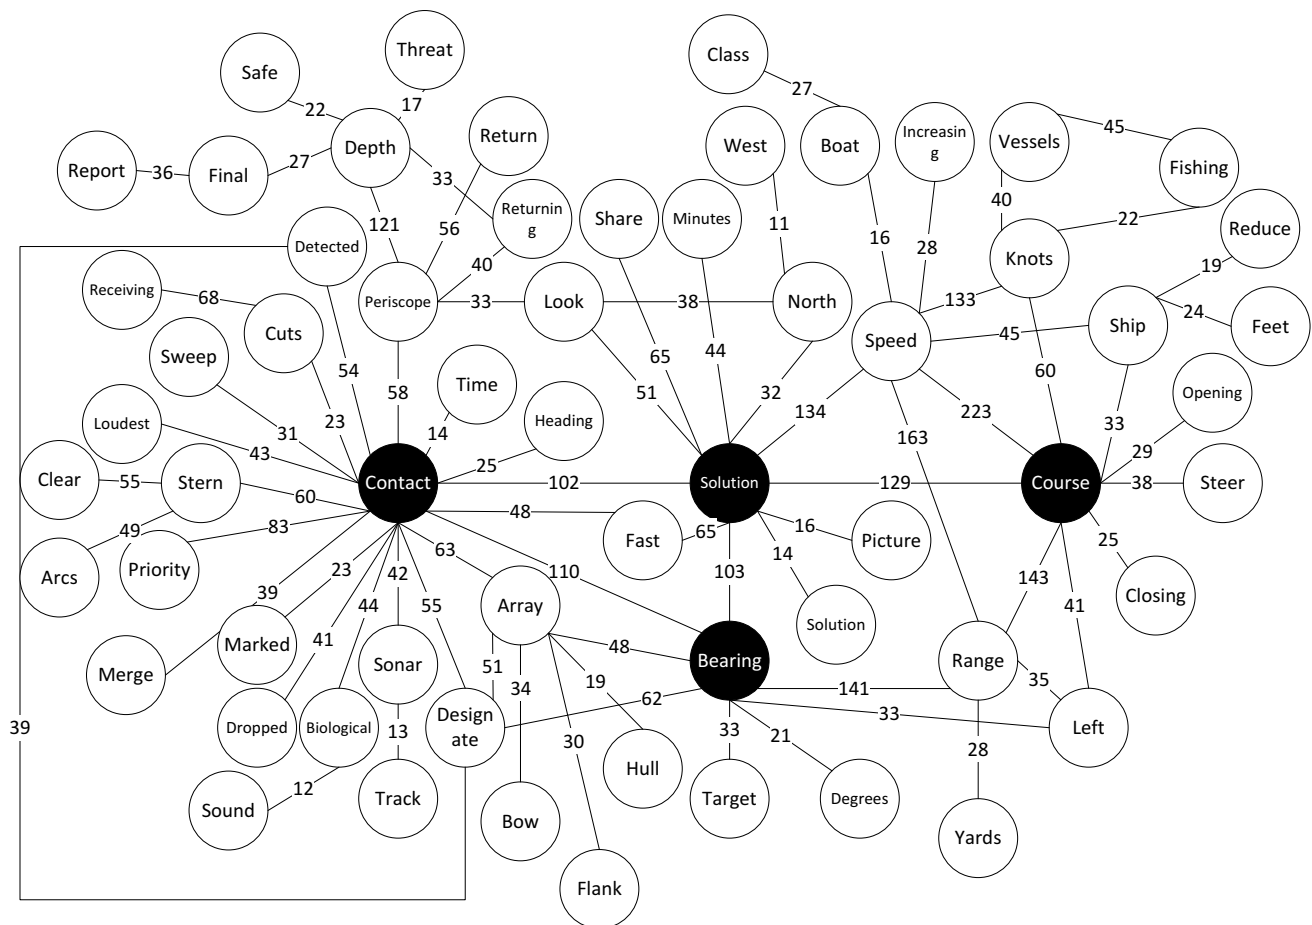 Threat
Class
Safe
27
22
17
Return
West
Boat
Increasin
g
Vessels
45
Fishing
Report
36
Final
27
Depth
33
40
Returnin
g
Share
Minutes
11
22
Reduce
121
56
16
28
Detected
40
Knots
19
Receiving
68
Cuts
Periscope
33
Look
38
North
133
Ship
24
Feet
Sweep
54
58
Time
65
44
Speed
45
60
51
32
Opening
Loudest
23
14
Heading
134
223
33
31
163
29
43
25
Clear
55
Stern
60
Contact
102
Solution
129
Course
38
Steer
49
83
48
65
16
25
Arcs
Priority
63
Fast
14
Picture
39
23
42
110
103
143
41
Closing
44
55
Array
Solution
Merge
Marked
41
Sonar
51
48
Bearing
Range
34
19
35
62
141
39
Dropped
Biological
13
Design
ate
30
33
21
33
28
Left
12
Hull
Sound
Track
Bow
Target
Degrees
Yards
Flank